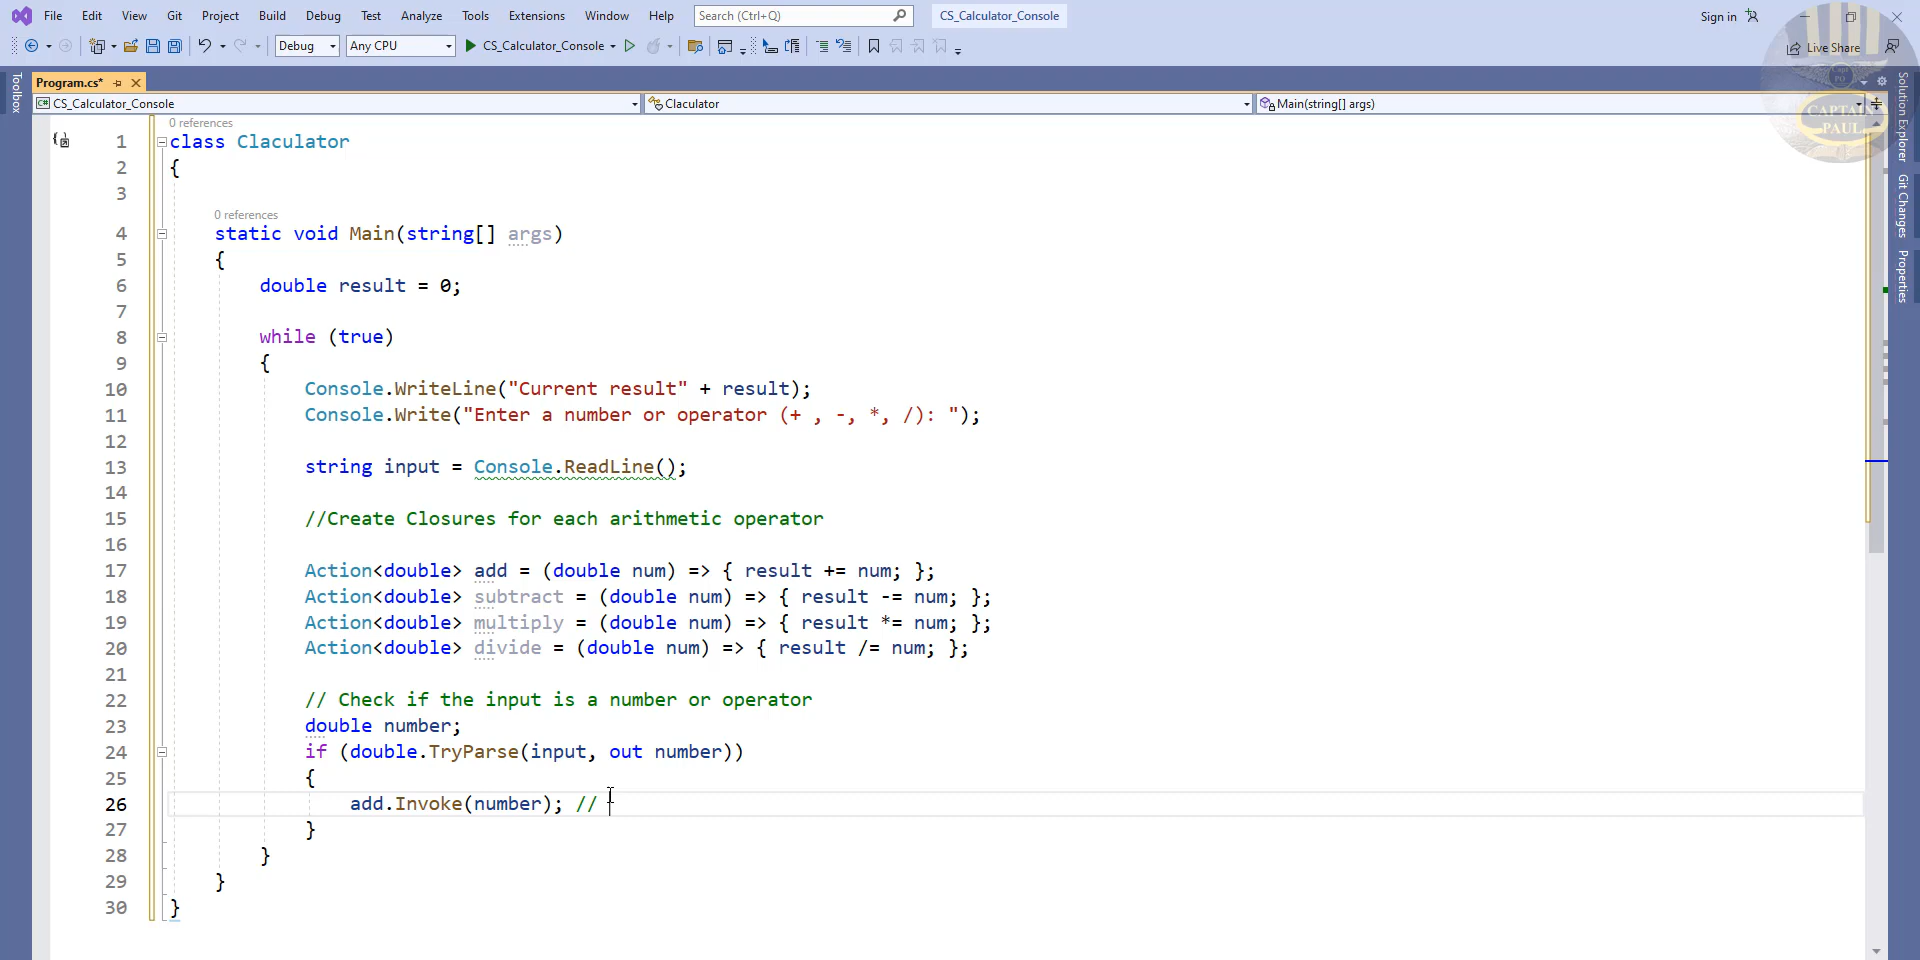 File Edit View Git Project Build Debug Test Analyze Tools Extensions Window Help Search (Ctrl+Q) CS_Calculator_Console Sign in
Debug Any CPU CS_Calculator_Console Live Share
Toolbox
Program.cs*
CS_Calculator_Console Claculator Main(string[] args)
CAPTAIN
PAUL
Solution Explorer
Git Changes
Properties
0 references
1 class Claculator
2 {
3
0 references
4 static void Main(string[] args)
5 {
6 double result = 0;
7
8 while (true)
9 {
10 Console.WriteLine("Current result" + result);
11 Console.Write("Enter a number or operator (+ , -, *, /): ");
12
13 string input = Console.ReadLine();
14
15 //Create Closures for each arithmetic operator
16
17 Action<double> add = (double num) => { result += num; };
18 Action<double> subtract = (double num) => { result -= num; };
19 Action<double> multiply = (double num) => { result *= num; };
20 Action<double> divide = (double num) => { result /= num; };
21
22 // Check if the input is a number or operator
23 double number;
24 if (double.TryParse(input, out number))
25 {
26 add.Invoke(number); //
27 }
28 }
29 }
30 }